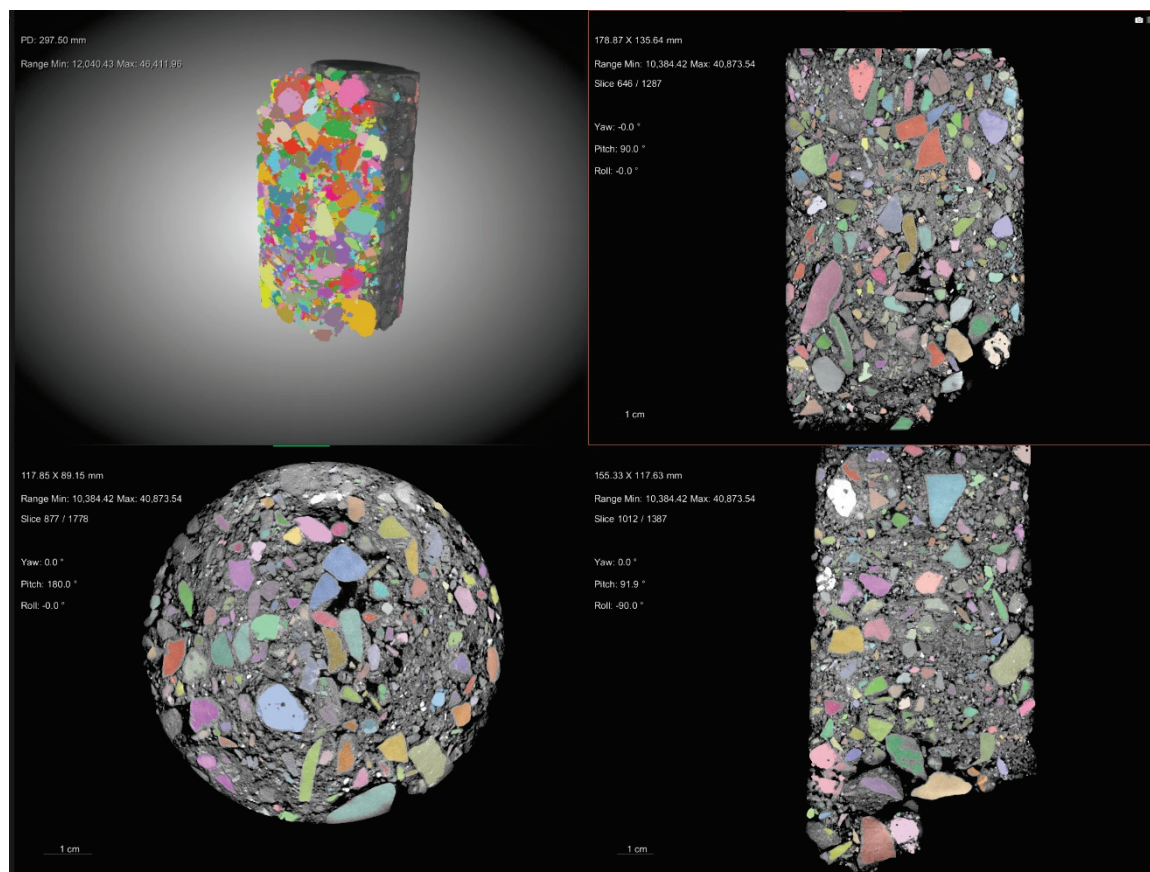 PD: 297.50 mm
Range Min: 12,040.43 Max: 46,411.96
178.87 X 135.64 mm
Range Min: 10,384.42 Max: 40,873.54
Slice 646 / 1287
Yaw: -0.0 °
Pitch: 90.0 °
Roll: -0.0 °
1 cm
117.85 X 89.15 mm
Range Min: 10,384.42 Max: 40,873.54
Slice 877 / 1778
Yaw: 0.0 °
Pitch: 180.0 °
Roll: -0.0 °
1 cm
155.33 X 117.63 mm
Range Min: 10,384.42 Max: 40,873.54
Slice 1012 / 1387
Yaw: 0.0 °
Pitch: 91.9 °
Roll: -90.0 °
1 cm